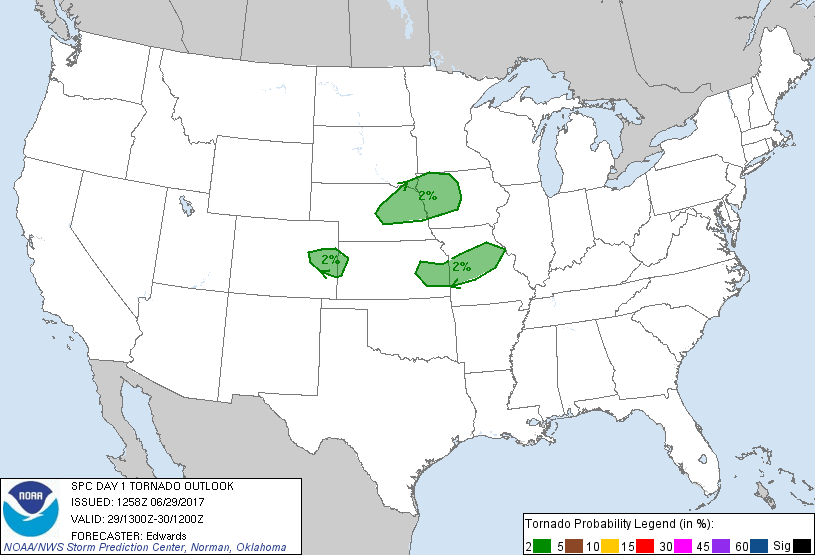 2%
2%
2%
NOAA
SPC DAY 1 TORNADO OUTLOOK
ISSUED: 1258Z 06/29/2017
VALID: 29/1300Z-30/1200Z
FORECASTER: Edwards
NOAA/NWS Storm Prediction Center, Norman, Oklahoma
Tornado Probability Legend (in %):
2 5 10 15 30 45 60 Sig